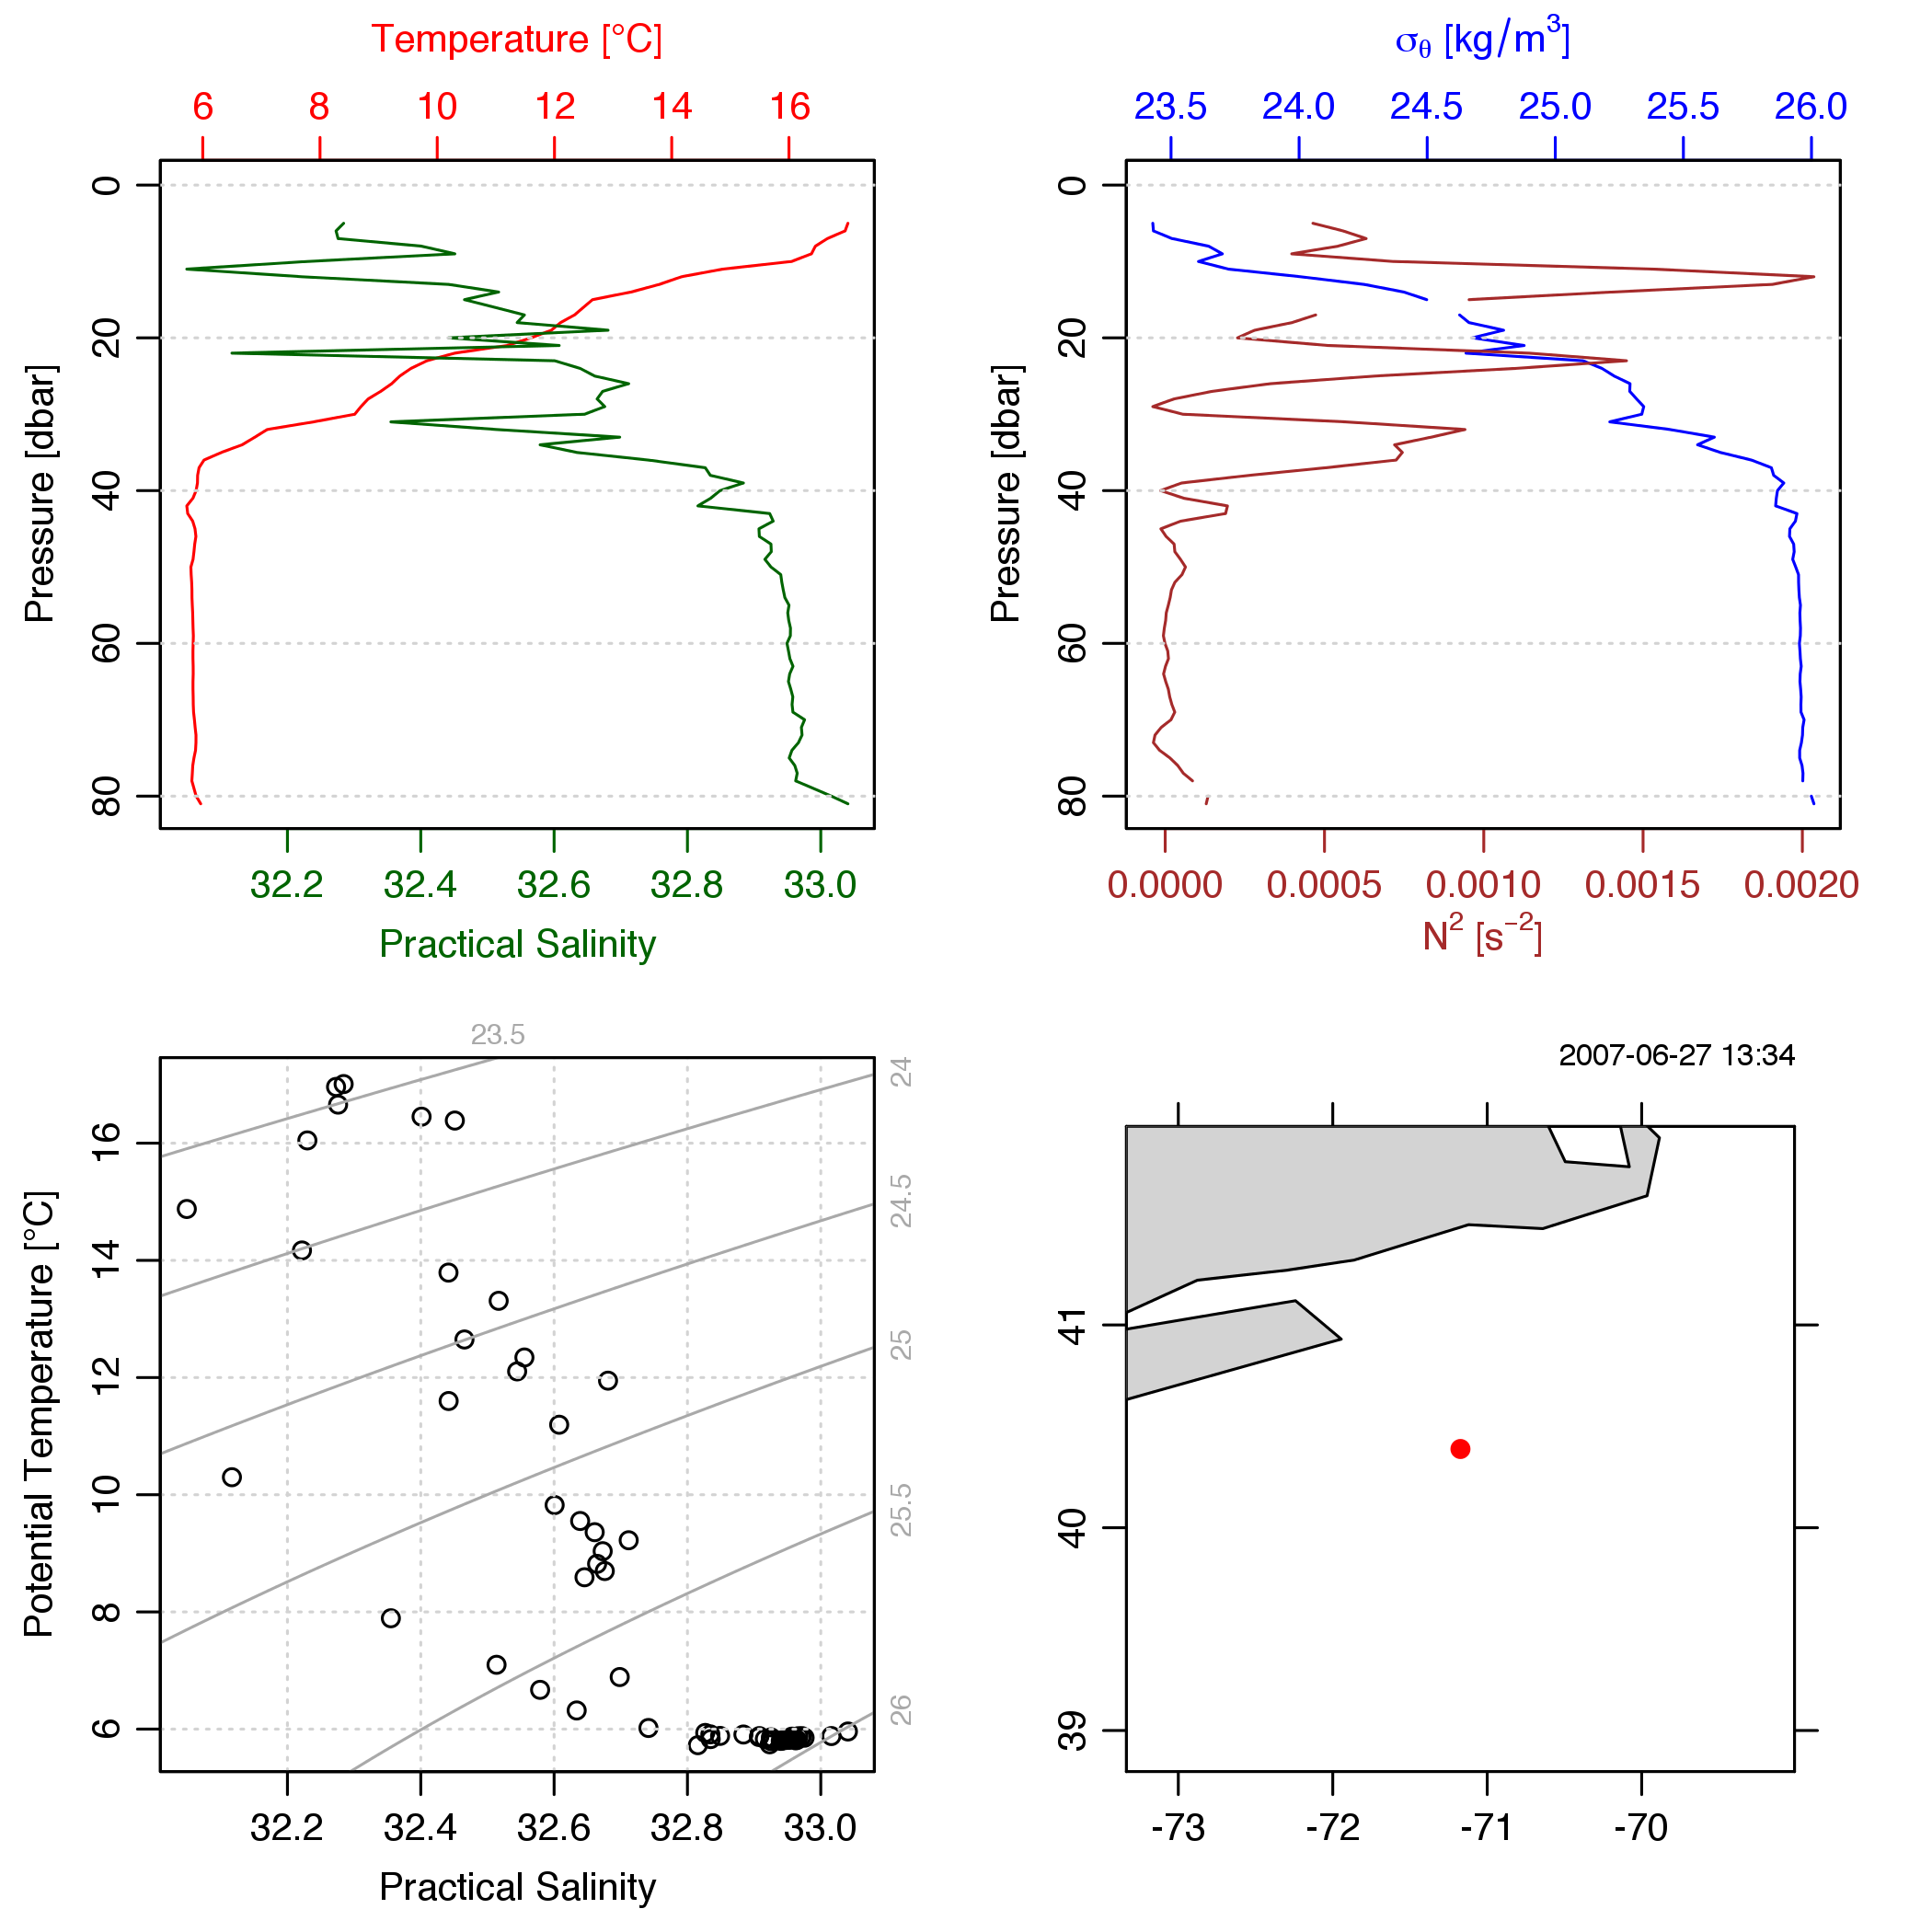 Temperature [°C]
6 8 10 12 14 16
0 20 40 60 80
Pressure [dbar]
32.2 32.4 32.6 32.8 33.0
Practical Salinity
σθ [kg/m³]
23.5 24.0 24.5 25.0 25.5 26.0
0 20 40 60 80
Pressure [dbar]
0.0000 0.0005 0.0010 0.0015 0.0020
N² [s⁻²]
23.5
24
24.5
25
25.5
26
16 14 12 10 8 6
Potential Temperature [°C]
32.2 32.4 32.6 32.8 33.0
Practical Salinity
2007-06-27 13:34
41 40 39
-73 -72 -71 -70